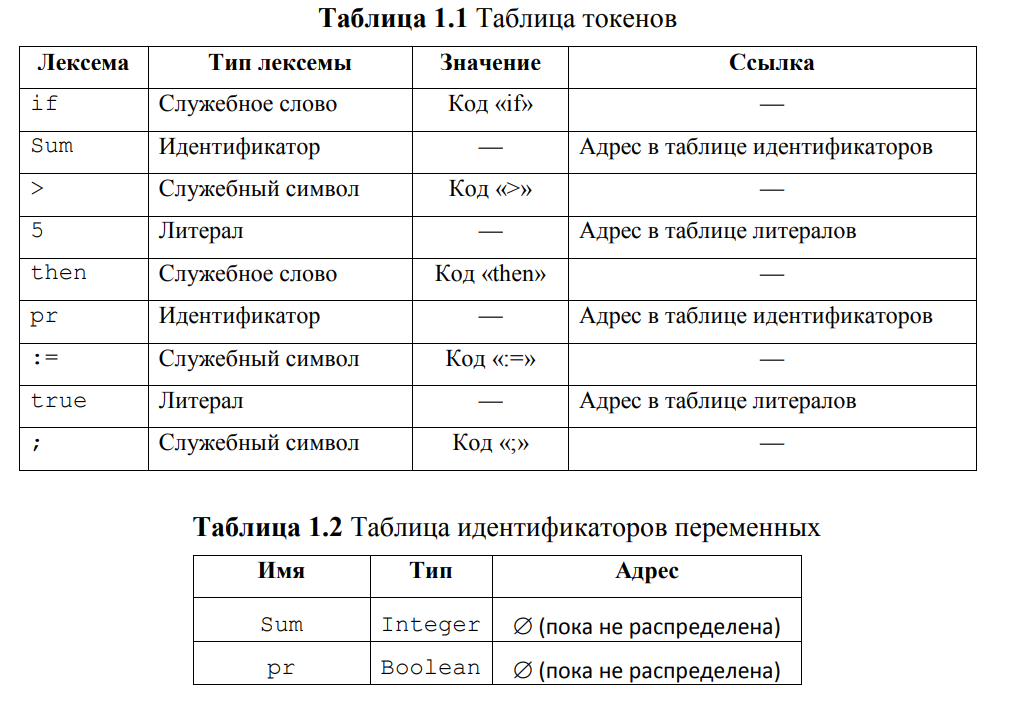 Таблица 1.1 Таблица токенов
Лексема Тип лексемы Значение Ссылка
if Служебное слово Код «if» —
Sum Идентификатор — Адрес в таблице идентификаторов
> Служебный символ Код «>» —
5 Литерал — Адрес в таблице литералов
then Служебное слово Код «then» —
pr Идентификатор — Адрес в таблице идентификаторов
:= Служебный символ Код «:=» —
true Литерал — Адрес в таблице литералов
; Служебный символ Код «;» —
Таблица 1.2 Таблица идентификаторов переменных
Имя Тип Адрес
Sum Integer ∅ (пока не распределена)
pr Boolean ∅ (пока не распределена)